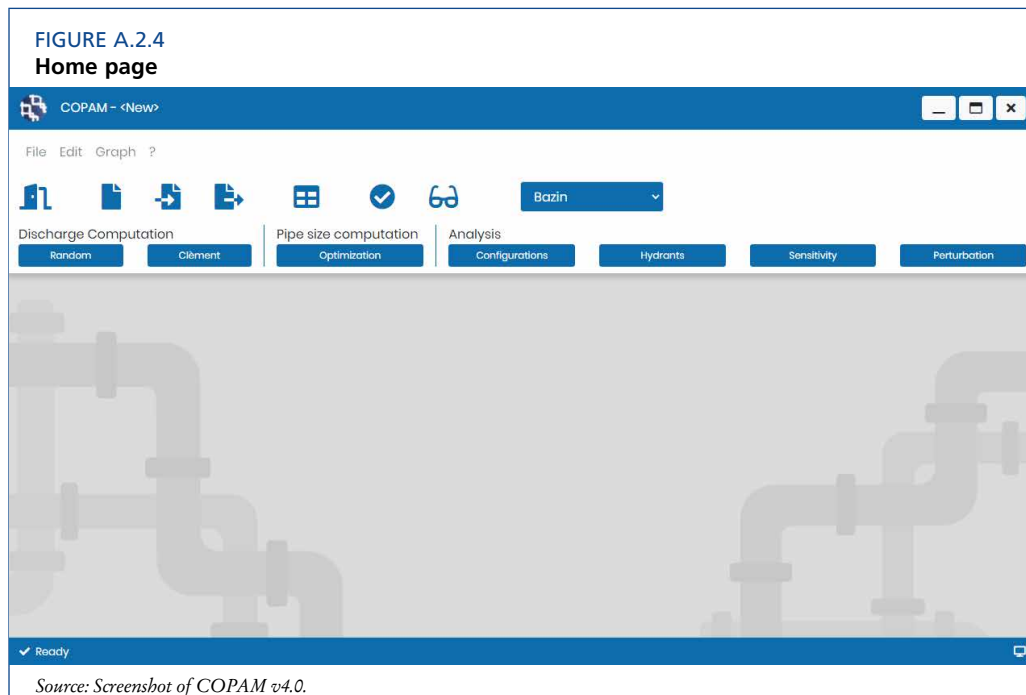 FIGURE A.2.4
Home page
COPAM - <New>
File Edit Graph ?
Bazin
Discharge Computation Pipe size computation Analysis
Random Clèment Optimization Configurations Hydrants Sensitivity Perturbation
Ready
Source: Screenshot of COPAM v4.0.